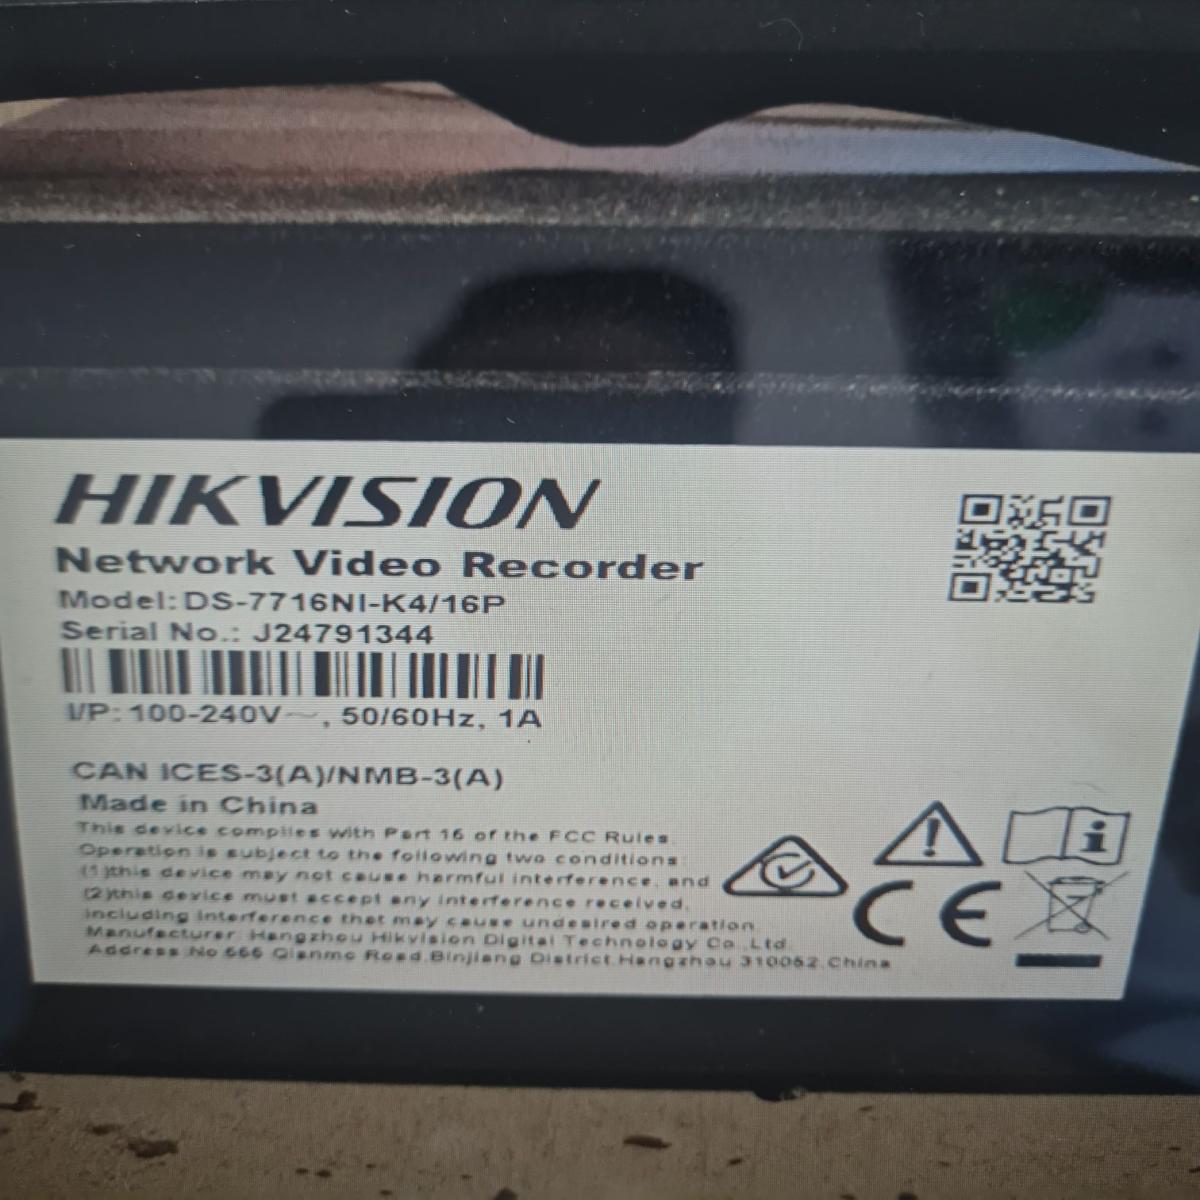 HIKVISION
Network Video Recorder
Model: DS-7716NI-K4/16P
Serial No.: J24791344
I/P: 100-240V～, 50/60Hz, 1A
CAN ICES-3(A)/NMB-3(A)
Made in China
This device complies with Part 15 of the FCC Rules.
Operation is subject to the following two conditions:
(1)this device may not cause harmful interference, and
(2)this device must accept any interference received,
including interference that may cause undesired operation.
Manufacturer: Hangzhou Hikvision Digital Technology Co.,Ltd.
Address:No.555 Qianmo Road,Binjiang District,Hangzhou 310052,China
CE